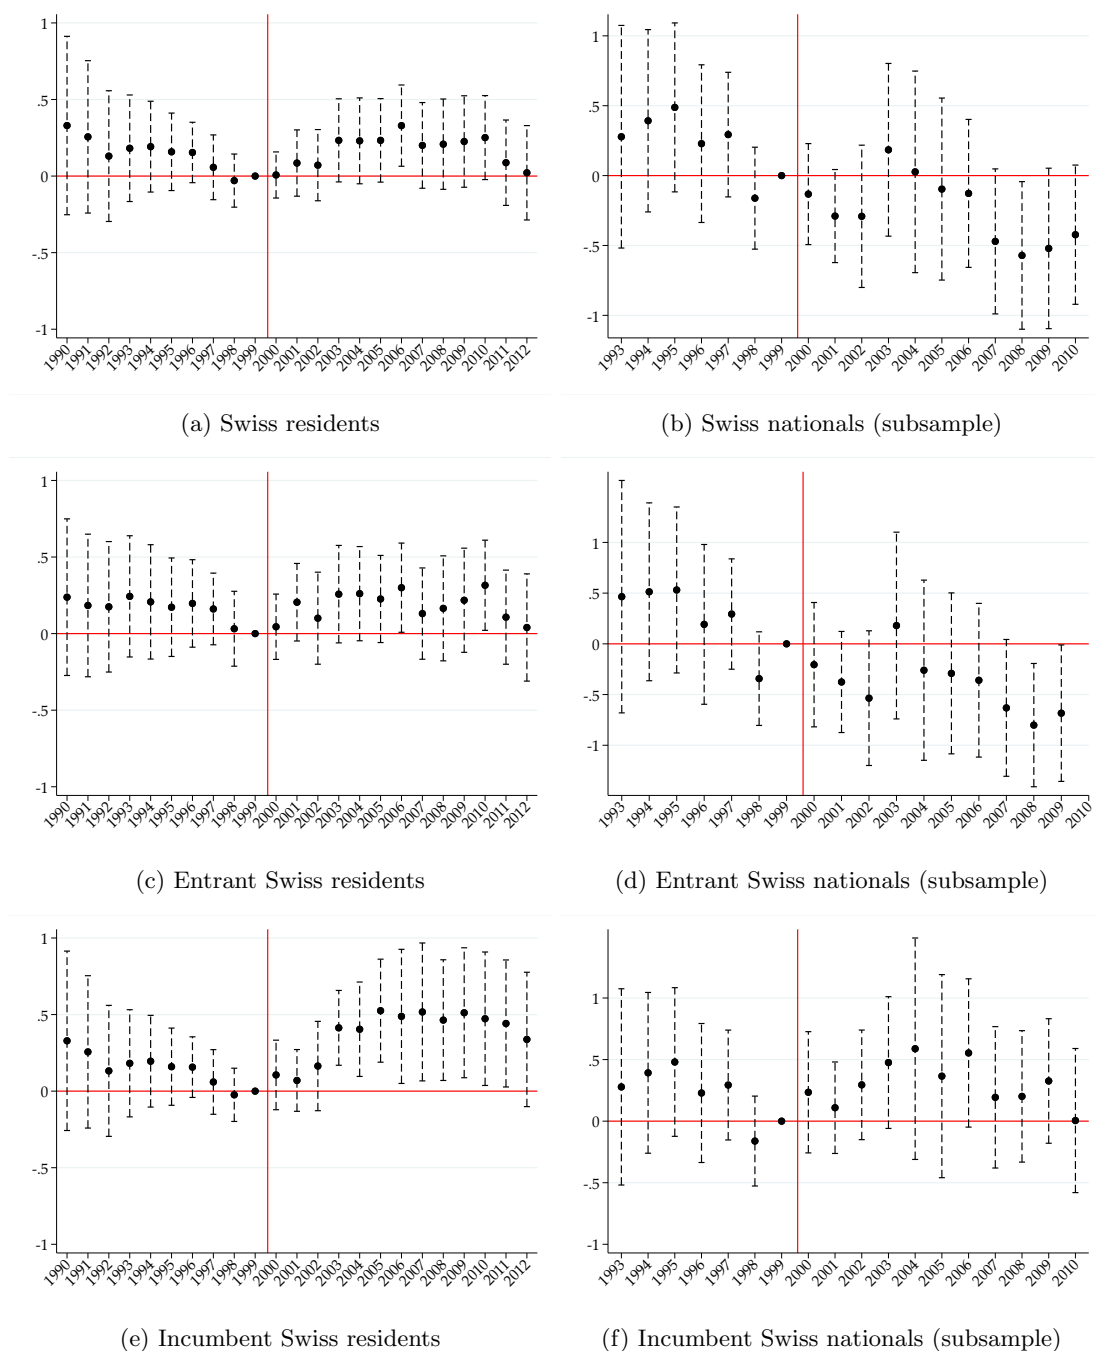 1
.5
0
-.5
-1
1990 1991 1992 1993 1994 1995 1996 1997 1998 1999 2000 2001 2002 2003 2004 2005 2006 2007 2008 2009 2010 2011 2012
(a) Swiss residents
1
.5
0
-.5
-1
1993 1994 1995 1996 1997 1998 1999 2000 2001 2002 2003 2004 2005 2006 2007 2008 2009 2010
(b) Swiss nationals (subsample)
1
.5
0
-.5
-1
1990 1991 1992 1993 1994 1995 1996 1997 1998 1999 2000 2001 2002 2003 2004 2005 2006 2007 2008 2009 2010 2011 2012
(c) Entrant Swiss residents
1
.5
0
-.5
-1
1993 1994 1995 1996 1997 1998 1999 2000 2001 2002 2003 2004 2005 2006 2007 2008 2009 2010
(d) Entrant Swiss nationals (subsample)
1
.5
0
-.5
-1
1990 1991 1992 1993 1994 1995 1996 1997 1998 1999 2000 2001 2002 2003 2004 2005 2006 2007 2008 2009 2010 2011 2012
(e) Incumbent Swiss residents
1
.5
0
-.5
-1
1993 1994 1995 1996 1997 1998 1999 2000 2001 2002 2003 2004 2005 2006 2007 2008 2009 2010
(f) Incumbent Swiss nationals (subsample)